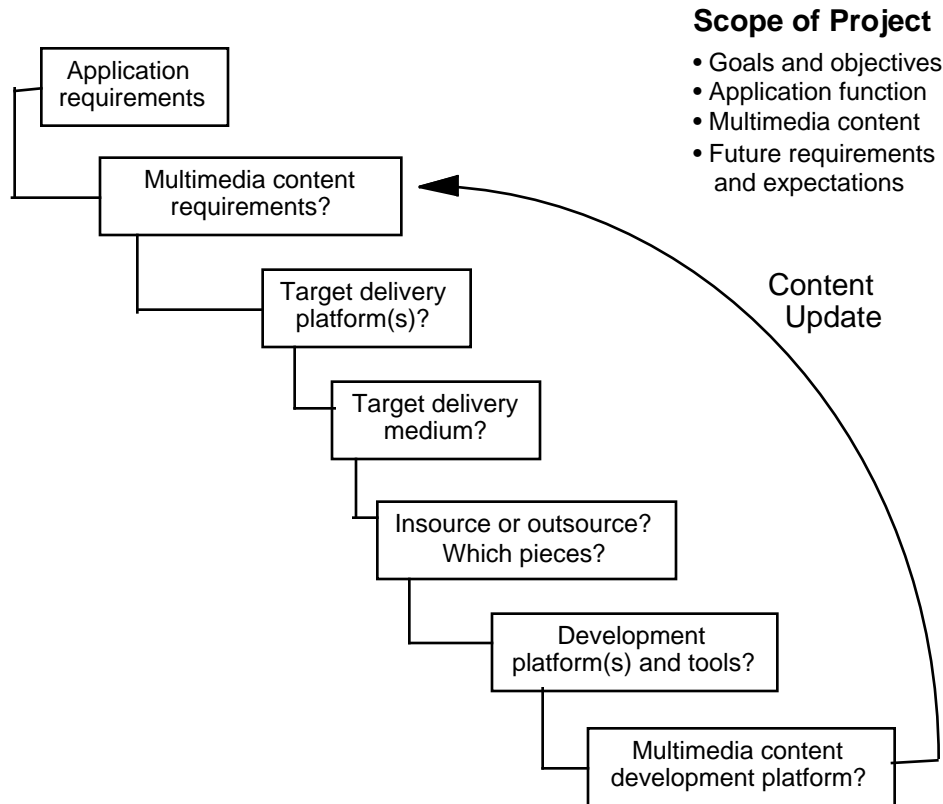 Scope of Project
• Goals and objectives
• Application function
• Multimedia content
• Future requirements
and expectations
Application
requirements
Multimedia content
requirements?
Target delivery
platform(s)?
Content
Update
Target delivery
medium?
Insource or outsource?
Which pieces?
Development
platform(s) and tools?
Multimedia content
development platform?